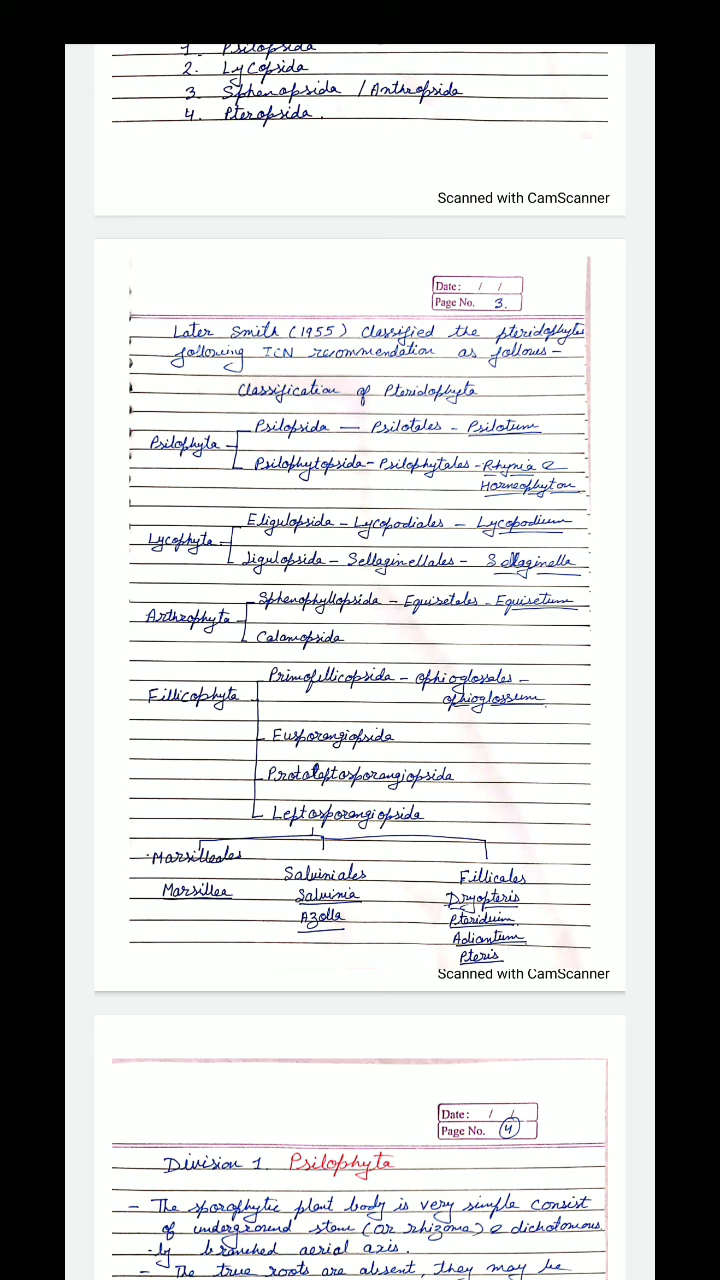 1. Psilopsida
2. Lycopsida
3 Sphenopsida / Anthropsida
4. Pteropsida.
Scanned with CamScanner
Date: / /
Page No. 3.
Later Smith (1955) Classified the pteridophytes
following ICN recommendation as follows-
Classification of Pteridophyta
Psilopsida — Psilotales - Psilotum
Psilophyta
Psilophytopsida - Psilophytales - Rhynia &
Horneophyton
Eligulopsida - Lycopodiales - Lycopodium
Lycophyta
Ligulopsida - Sellaginellales - Sellaginella
Sphenophyllopsida - Equisetales - Equisetum
Arthrophyta
Calamopsida
Primofillicopsida - Ophioglossales -
Ophioglossum.
Fillicophyta
Eusporangiopsida
Protoleptosporangiopsida
Leptosporangiopsida
Marsilleales
Marsillea
Salviniales
Salvinia
Azolla
Fillicales
Dryopteris
Pteriduim
Adiantum
Pteris
Scanned with CamScanner
Date: / /
Page No. 4
Division 1. Psilophyta
- The sporophytic plant body is very simple consist
of underground stem (or rhizome) & dichotomous
-ly branched aerial axis.
- The true roots are absent, they may be